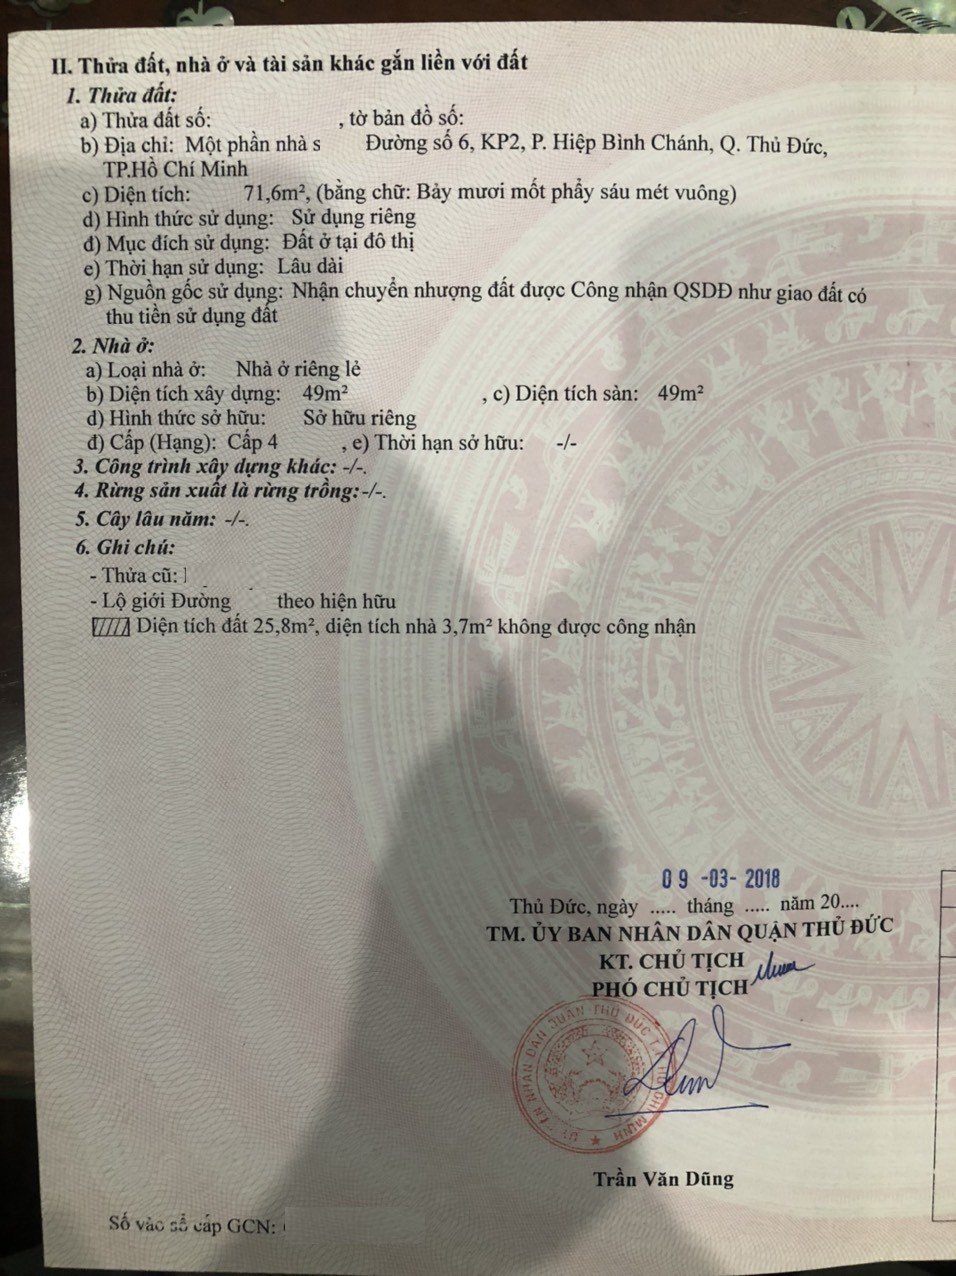 II. Thửa đất, nhà ở và tài sản khác gắn liền với đất
1. Thửa đất:
a) Thửa đất số: , tờ bản đồ số:
b) Địa chỉ: Một phần nhà s Đường số 6, KP2, P. Hiệp Bình Chánh, Q. Thủ Đức,
TP.Hồ Chí Minh
c) Diện tích: 71,6m², (bằng chữ: Bảy mươi mốt phẩy sáu mét vuông)
d) Hình thức sử dụng: Sử dụng riêng
đ) Mục đích sử dụng: Đất ở tại đô thị
e) Thời hạn sử dụng: Lâu dài
g) Nguồn gốc sử dụng: Nhận chuyển nhượng đất được Công nhận QSDĐ như giao đất có
thu tiền sử dụng đất
2. Nhà ở:
a) Loại nhà ở: Nhà ở riêng lẻ
b) Diện tích xây dựng: 49m² , c) Diện tích sàn: 49m²
d) Hình thức sở hữu: Sở hữu riêng
đ) Cấp (Hạng): Cấp 4 , e) Thời hạn sở hữu: -/-
3. Công trình xây dựng khác: -/-.
4. Rừng sản xuất là rừng trồng: -/-.
5. Cây lâu năm: -/-.
6. Ghi chú:
- Thửa cũ:
- Lộ giới Đường theo hiện hữu
Diện tích đất 25,8m², diện tích nhà 3,7m² không được công nhận
09 -03- 2018
Thủ Đức, ngày ..... tháng ..... năm 20....
TM. ỦY BAN NHÂN DÂN QUẬN THỦ ĐỨC
KT. CHỦ TỊCH
PHÓ CHỦ TỊCH
Trần Văn Dũng
Số vào sổ cấp GCN: